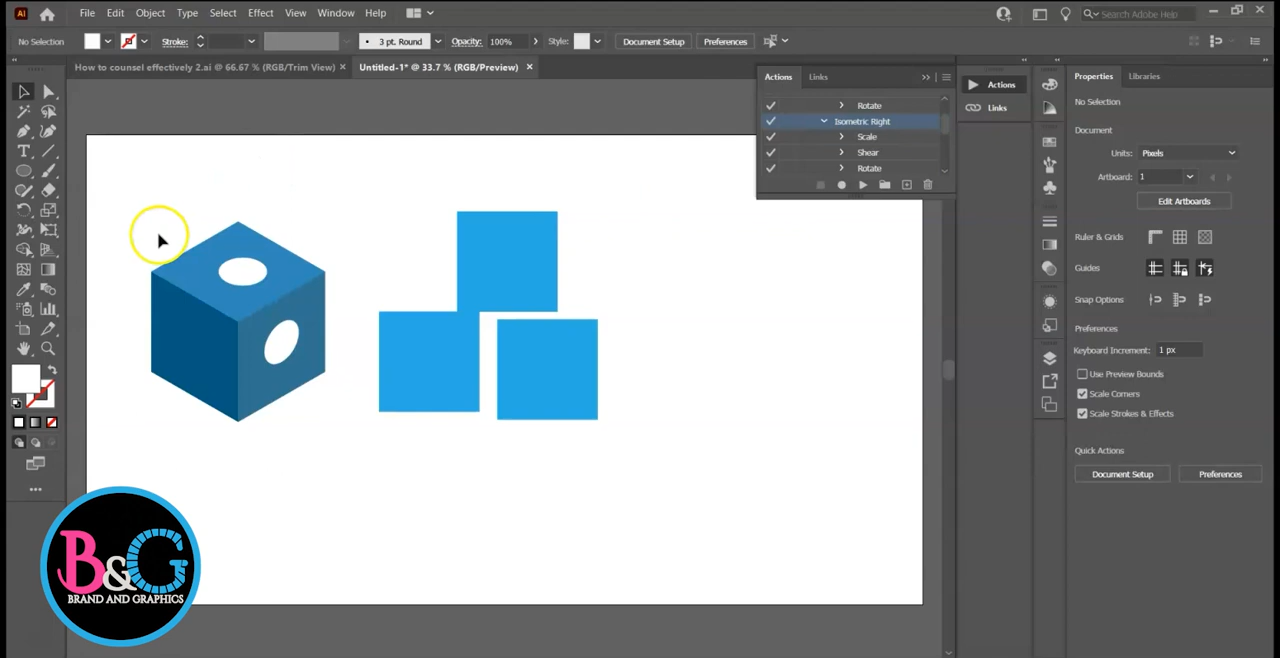 Ai File Edit Object Type Select Effect View Window Help Search Adobe Help
No Selection Stroke: 3 pt. Round Opacity: 100% Style: Document Setup Preferences
How to counsel effectively 2.ai @ 66.67 % (RGB/Trim View) × Untitled-1* @ 33.7 % (RGB/Preview) ×
Actions Links
Rotate
Isometric Right
Scale
Shear
Rotate
Actions
Links
Properties Libraries
No Selection
Document
Units: Pixels
Artboard: 1
Edit Artboards
Ruler & Grids
Guides
Snap Options
Preferences
Keyboard Increment: 1 px
Use Preview Bounds
Scale Corners
Scale Strokes & Effects
Quick Actions
Document Setup Preferences
B&G
BRAND AND GRAPHICS